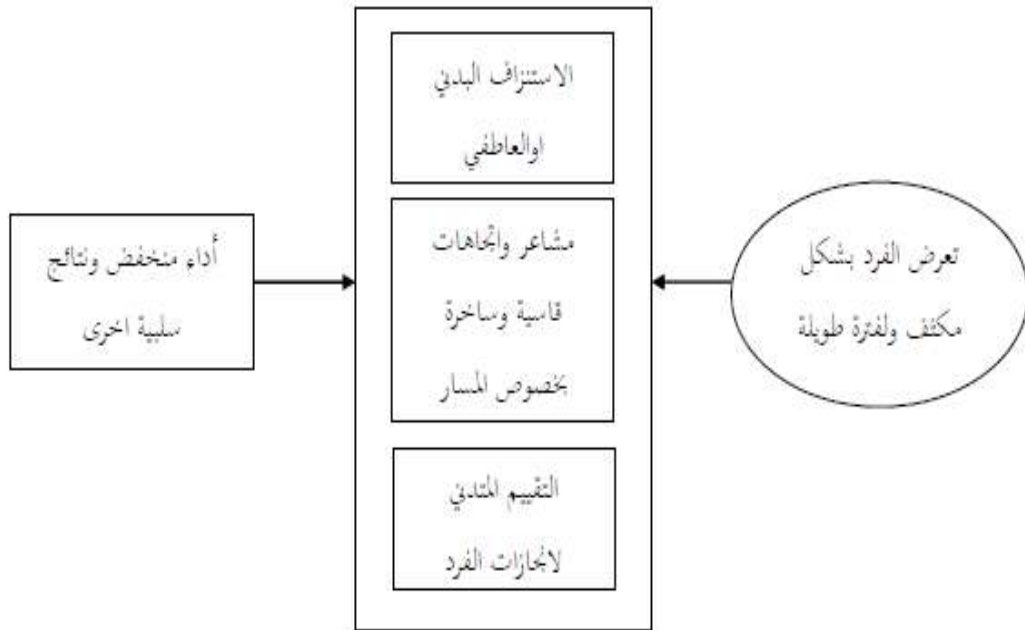 الاستنزاف البدني
اوالعاطفي
تعرض الفرد بشكل
مكثف ولفترة طويلة
مشاعر واتجاهات
قاسية وساخرة
بخصوص المسار
أداء منخفض ونتائج
سلبية اخرى
التقييم المتدني
لانجازات الفرد